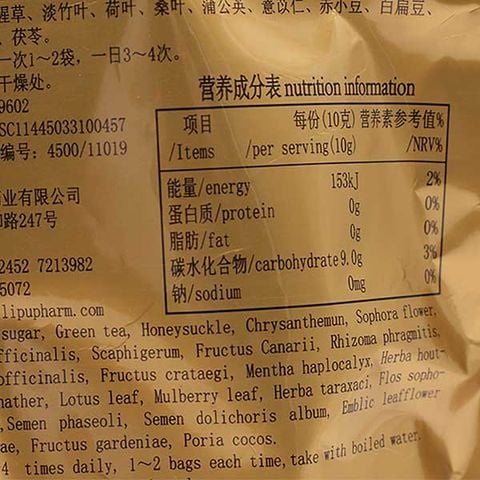 腥草、淡竹叶、荷叶、桑叶、蒲公英、薏苡仁、赤小豆、白扁豆、
、茯苓。
一次1～2袋，一日3～4次。
干燥处。
9602
SC11445033100457
编号：4500/11019
药业有限公司
路247号
2452 7213982
5072
lipupharm.com
营养成分表 nutrition information
项目 每份(10克) 营养素参考值%
/Items /per serving(10g) /NRV%
能量/energy 153kJ 2%
蛋白质/protein 0g 0%
脂肪/fat 0g 0%
碳水化合物/carbohydrate 9.0g 3%
钠/sodium 0mg 0%
sugar, Green tea, Honeysuckle, Chrysanthemun, Sophora flower,
fficinalis, Scaphigerum, Fructus Canarii, Rhizoma phragmitis,
officinalis, Fructus crataegi, Mentha haplocalyx, Herba hout-
nather, Lotus leaf, Mulberry leaf, Herba taraxaci, Flos sopho-
,Semen phaseoli, Semen dolichoris album, Emblic leafflower
ae, Fructus gardeniae, Poria cocos.
4 times daily, 1～2 bags each time, take with boiled water.